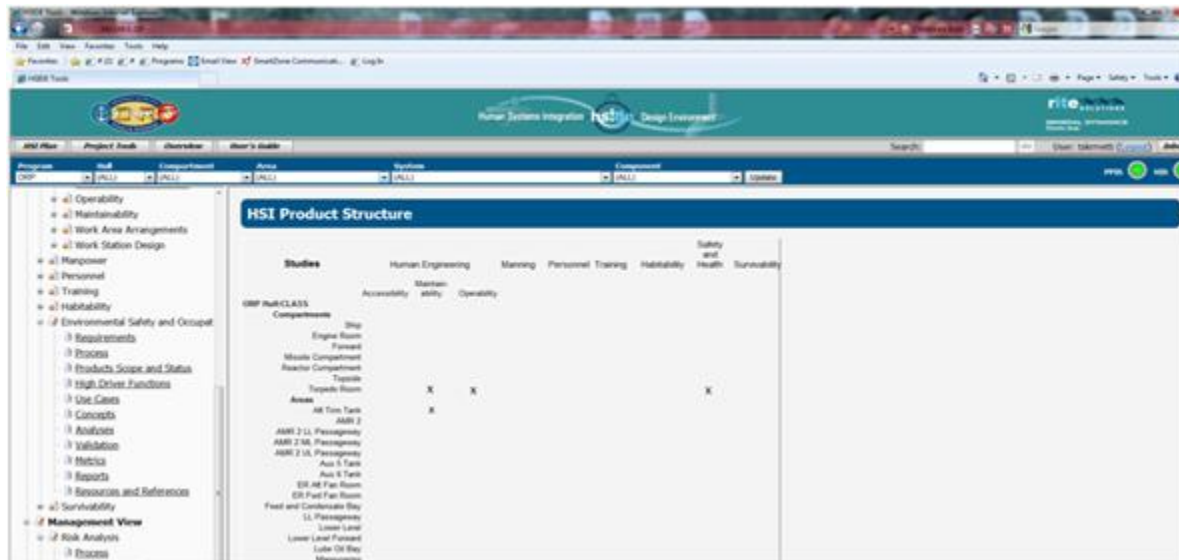 File Edit View Favorites Tools Help
Favorites
HSIDE Tools
Page Safety Tools
Human Systems Integration hsi Design Environment
rite
SOLUTIONS
HSI Plan Project Tools Overview User's Guide
Search:
User:
Program Hull Compartment Area System Component
ORP (ALL) (ALL) (ALL) (ALL) (ALL) Update
Operability
Maintainability
Work Area Arrangements
Work Station Design
Manpower
Personnel
Training
Habitability
Environmental Safety and Occupat
Requirements
Process
Products Scope and Status
High Driver Functions
Use Cases
Concepts
Analyses
Validation
Metrics
Reports
Resources and References
Survivability
Management View
Risk Analysis
Process
HSI Product Structure
Studies Human Engineering Manning Personnel Training Habitability Safety and Health Survivability
Accessibility Maintain ability Operability
ORP Hull/CLASS
Compartments
Ship
Engine Room
Forward
Missile Compartment
Reactor Compartment
Topside
Torpedo Room X X X
Areas
Aft Trim Tank X
AMR 2
AMR 2 LL Passageway
AMR 2 ML Passageway
AMR 2 UL Passageway
Aux 5 Tank
Aux 6 Tank
ER Aft Fan Room
ER Fwd Fan Room
Feed and Condensate Bay
LL Passageway
Lower Level
Lower Level Forward
Lube Oil Bay